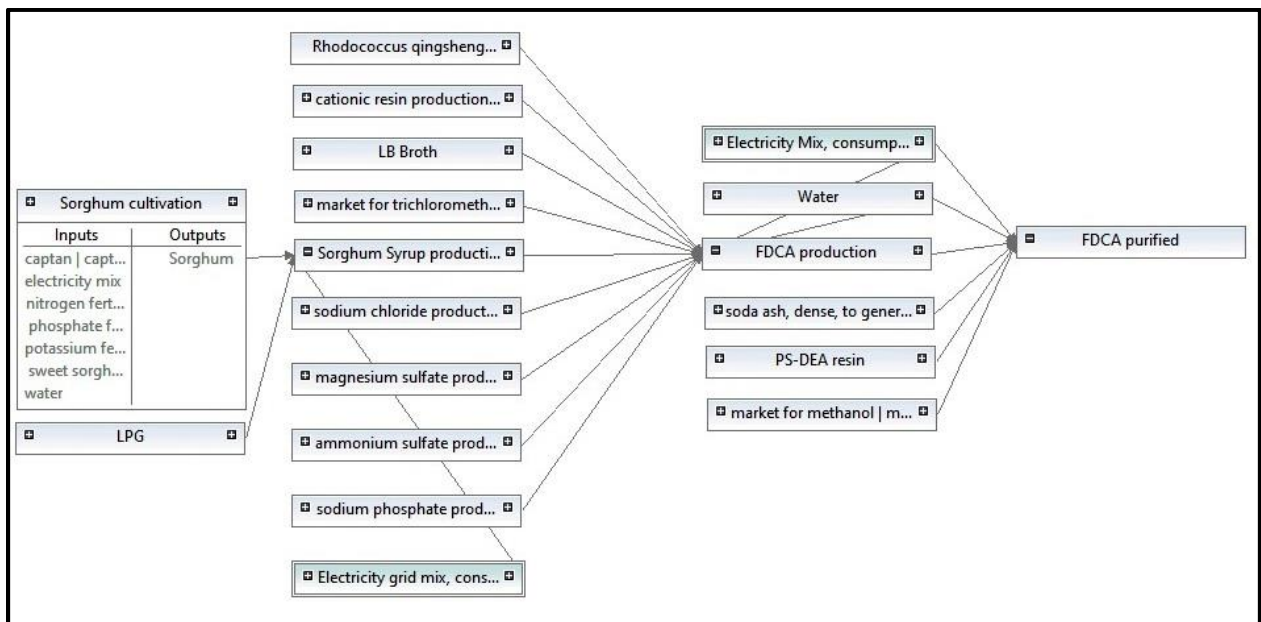 Sorghum cultivation
Inputs Outputs
captan | capt... Sorghum
electricity mix
nitrogen fert...
phosphate f...
potassium fe...
sweet sorgh...
water
LPG
Rhodococcus qingsheng...
cationic resin production...
LB Broth
market for trichlorometh...
Sorghum Syrup producti...
sodium chloride product...
magnesium sulfate prod...
ammonium sulfate prod...
sodium phosphate prod...
Electricity grid mix, cons...
Electricity Mix, consump...
Water
FDCA production
soda ash, dense, to gener...
PS-DEA resin
market for methanol | m...
FDCA purified